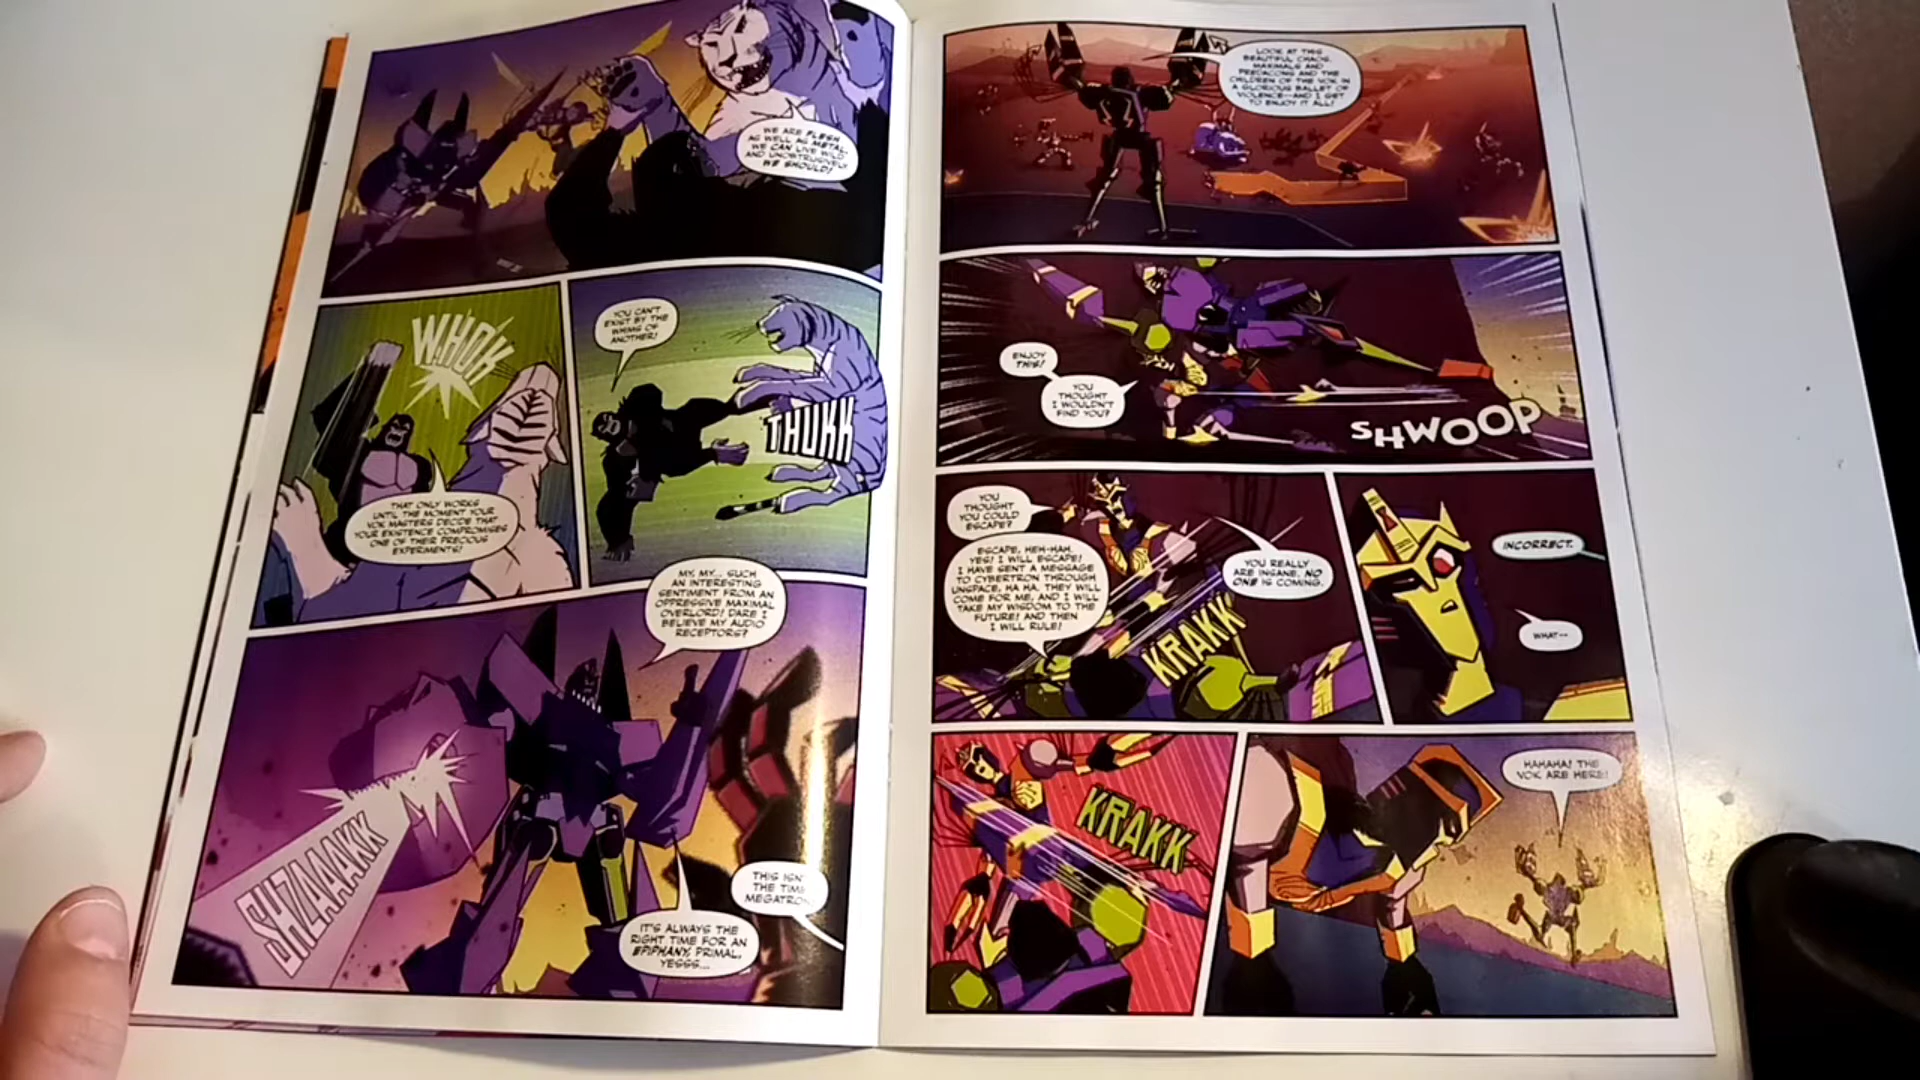 WE ARE FLESH
AS WELL AS METAL.
WE CAN LIVE WILD
AND UNOBTRUSIVELY.
WE SHOULD!
WHOK
THAT ONLY WORKS
UNTIL THE MOMENT YOUR
VOK MASTERS DECIDE THAT
YOUR EXISTENCE COMPROMISES
ONE OF THEIR PRECIOUS
EXPERIMENTS!
YOU CAN'T
EXIST BY THE
WHIMS OF
ANOTHER!
THUKK
MY, MY... SUCH
AN INTERESTING
SENTIMENT FROM AN
OPPRESSIVE MAXIMAL
OVERLORD! DARE I
BELIEVE MY AUDIO
RECEPTORS?
SHZAAAKK
THIS ISN'
THE TIME
MEGATRON
IT'S ALWAYS THE
RIGHT TIME FOR AN
EPIPHANY, PRIMAL,
YESSS...
LOOK AT THIS
BEAUTIFUL CHAOS.
MAXIMALS AND
PREDACONS AND THE
CHILDREN OF THE VOK IN
A GLORIOUS BALLET OF
VIOLENCE--AND I GET
TO ENJOY IT ALL!
ENJOY
THIS!
YOU
THOUGHT
I WOULDN'T
FIND YOU?
SHWOOP
YOU
THOUGHT
YOU COULD
ESCAPE?
ESCAPE, HEH-HAH.
YES! I WILL ESCAPE!
I HAVE SENT A MESSAGE
TO CYBERTRON THROUGH
UNSPACE, HA HA. THEY WILL
COME FOR ME, AND I WILL
TAKE MY WISDOM TO THE
FUTURE! AND THEN
I WILL RULE!
YOU REALLY
ARE INSANE. NO
ONE IS COMING.
KRAKK
INCORRECT.
WHAT--
KRAKK
HAHAHA! THE
VOK ARE HERE!